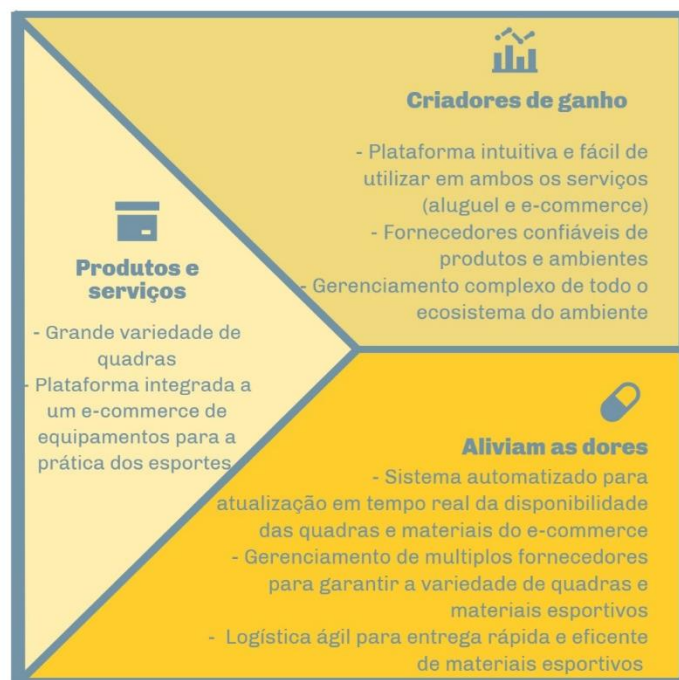 Criadores de ganho
- Plataforma intuitiva e fácil de
utilizar em ambos os serviços
(aluguel e e-commerce)
- Fornecedores confiáveis de
produtos e ambientes
- Gerenciamento complexo de todo o
ecosistema do ambiente
Produtos e
serviços
- Grande variedade de
quadras
- Plataforma integrada a
um e-commerce de
equipamentos para a
prática dos esportes
Aliviam as dores
- Sistema automatizado para
atualização em tempo real da disponibilidade
das quadras e materiais do e-commerce
- Gerenciamento de multiplos fornecedores
para garantir a variedade de quadras e
materiais esportivos
- Logística ágil para entrega rápida e eficente
de materiais esportivos